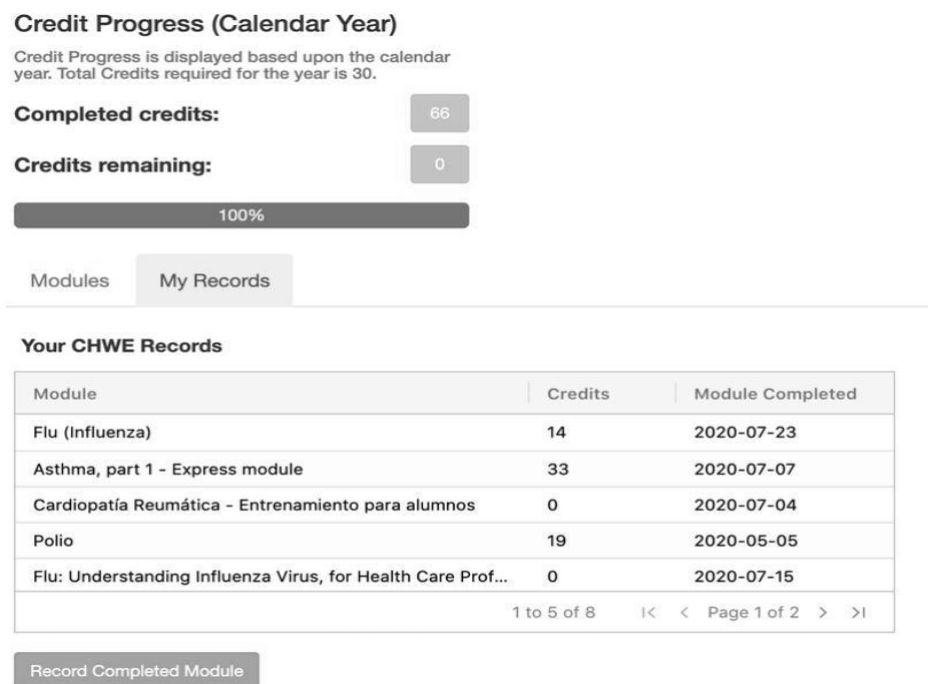 Credit Progress (Calendar Year)
Credit Progress is displayed based upon the calendar
year. Total Credits required for the year is 30.
Completed credits: 66
Credits remaining: 0
100%
Modules My Records
Your CHWE Records
Module Credits Module Completed
Flu (Influenza) 14 2020-07-23
Asthma, part 1 - Express module 33 2020-07-07
Cardiopatía Reumática - Entrenamiento para alumnos 0 2020-07-04
Polio 19 2020-05-05
Flu: Understanding Influenza Virus, for Health Care Prof... 0 2020-07-15
1 to 5 of 8 |< < Page 1 of 2 > >|
Record Completed Module